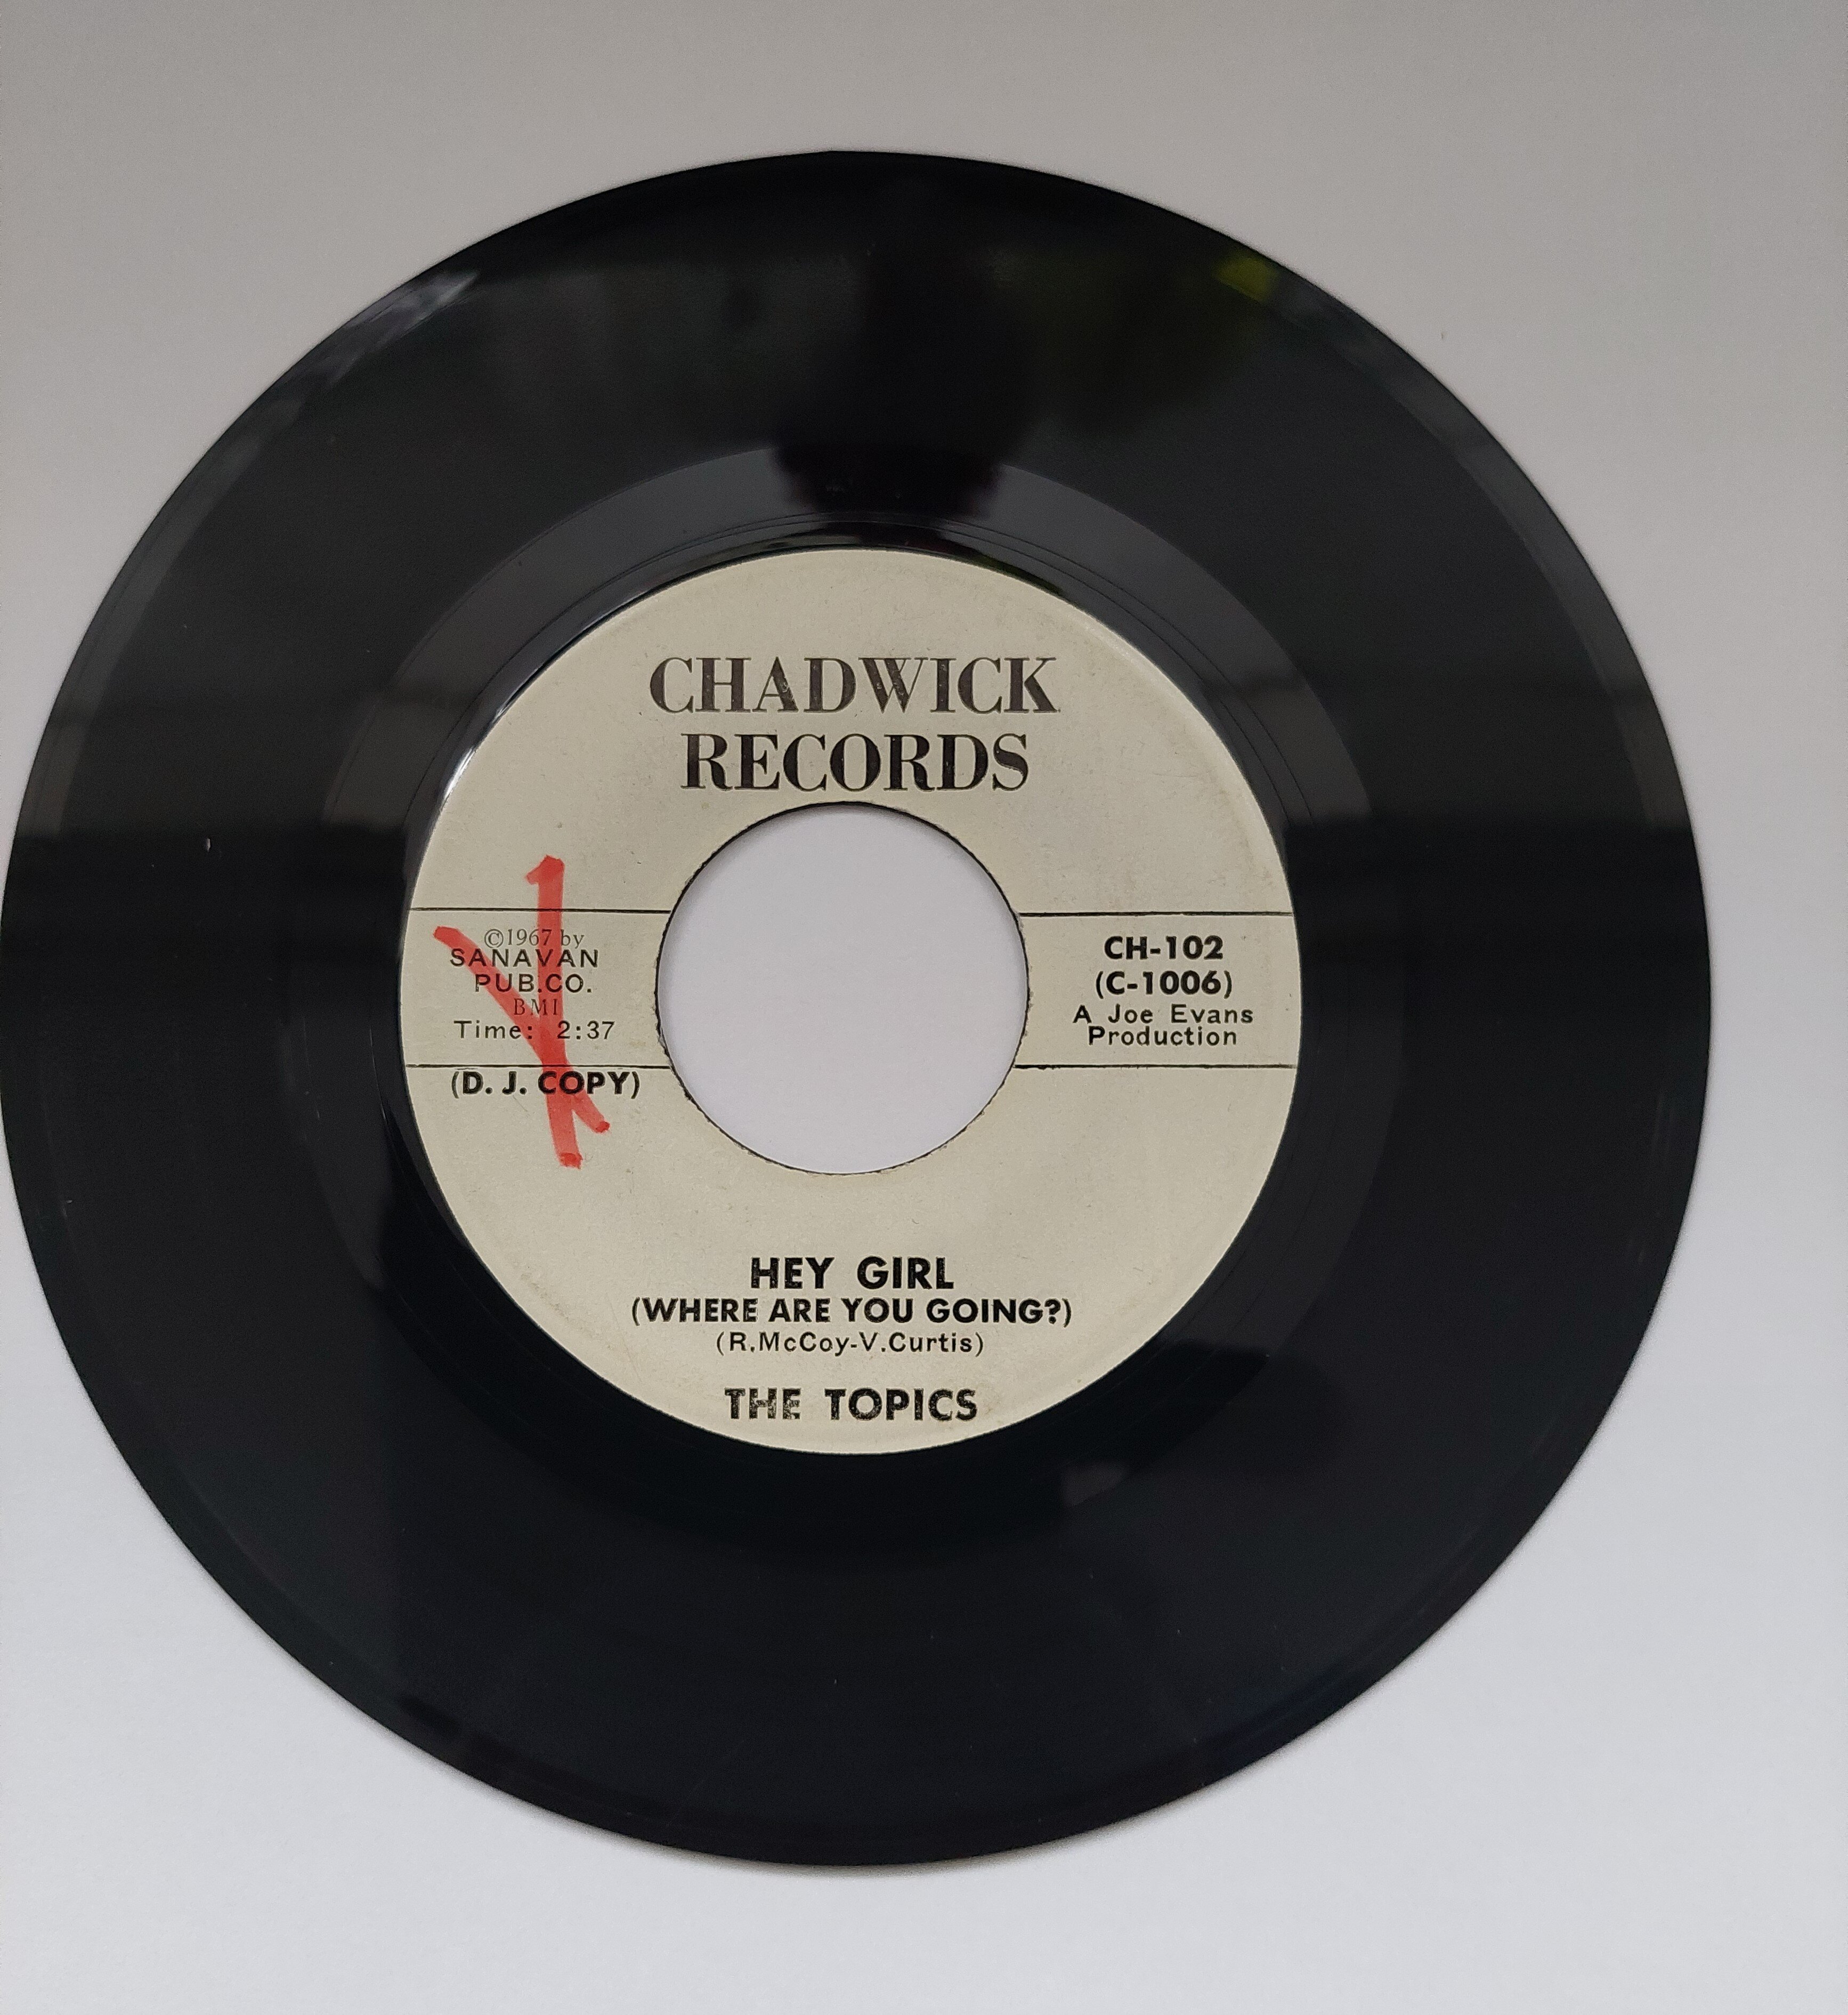 CHADWICK
RECORDS
©1967 by
SANAVAN
PUB.CO.
BMI
Time: 2:37
(D. J. COPY)
CH-102
(C-1006)
A Joe Evans
Production
HEY GIRL
(WHERE ARE YOU GOING?)
(R.McCoy-V.Curtis)
THE TOPICS